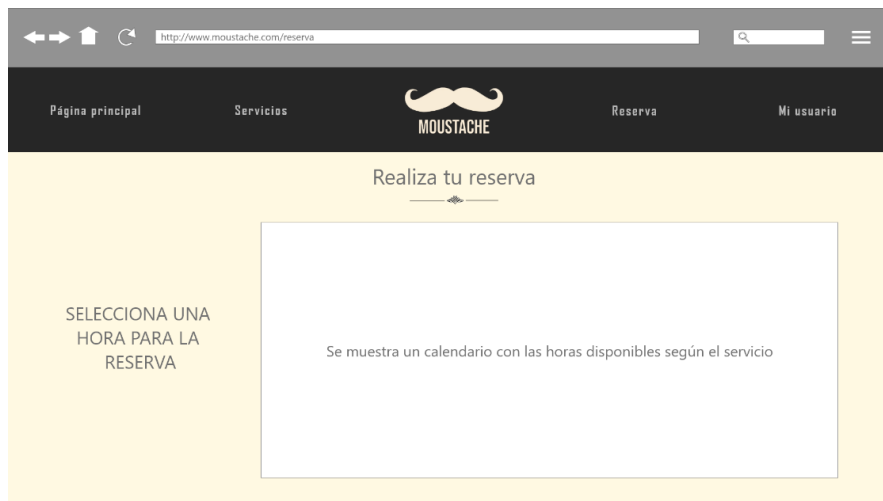 http://www.moustache.com/reserva
Página principal
Servicios
MOUSTACHE
Reserva
Mi usuario
Realiza tu reserva
SELECCIONA UNA
HORA PARA LA
RESERVA
Se muestra un calendario con las horas disponibles según el servicio